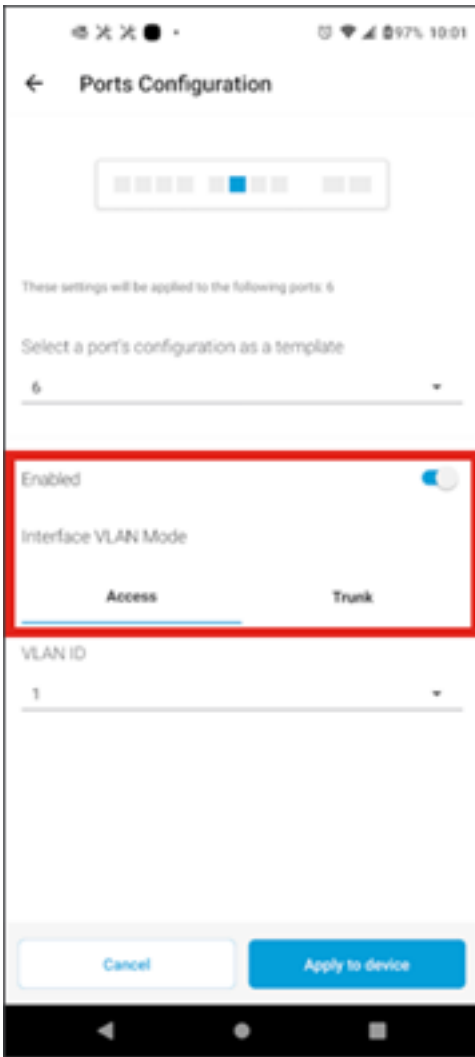 97% 10:01
Ports Configuration
These settings will be applied to the following ports: 6
Select a port's configuration as a template
6
Enabled
Interface VLAN Mode
Access Trunk
VLAN ID
1
Cancel Apply to device